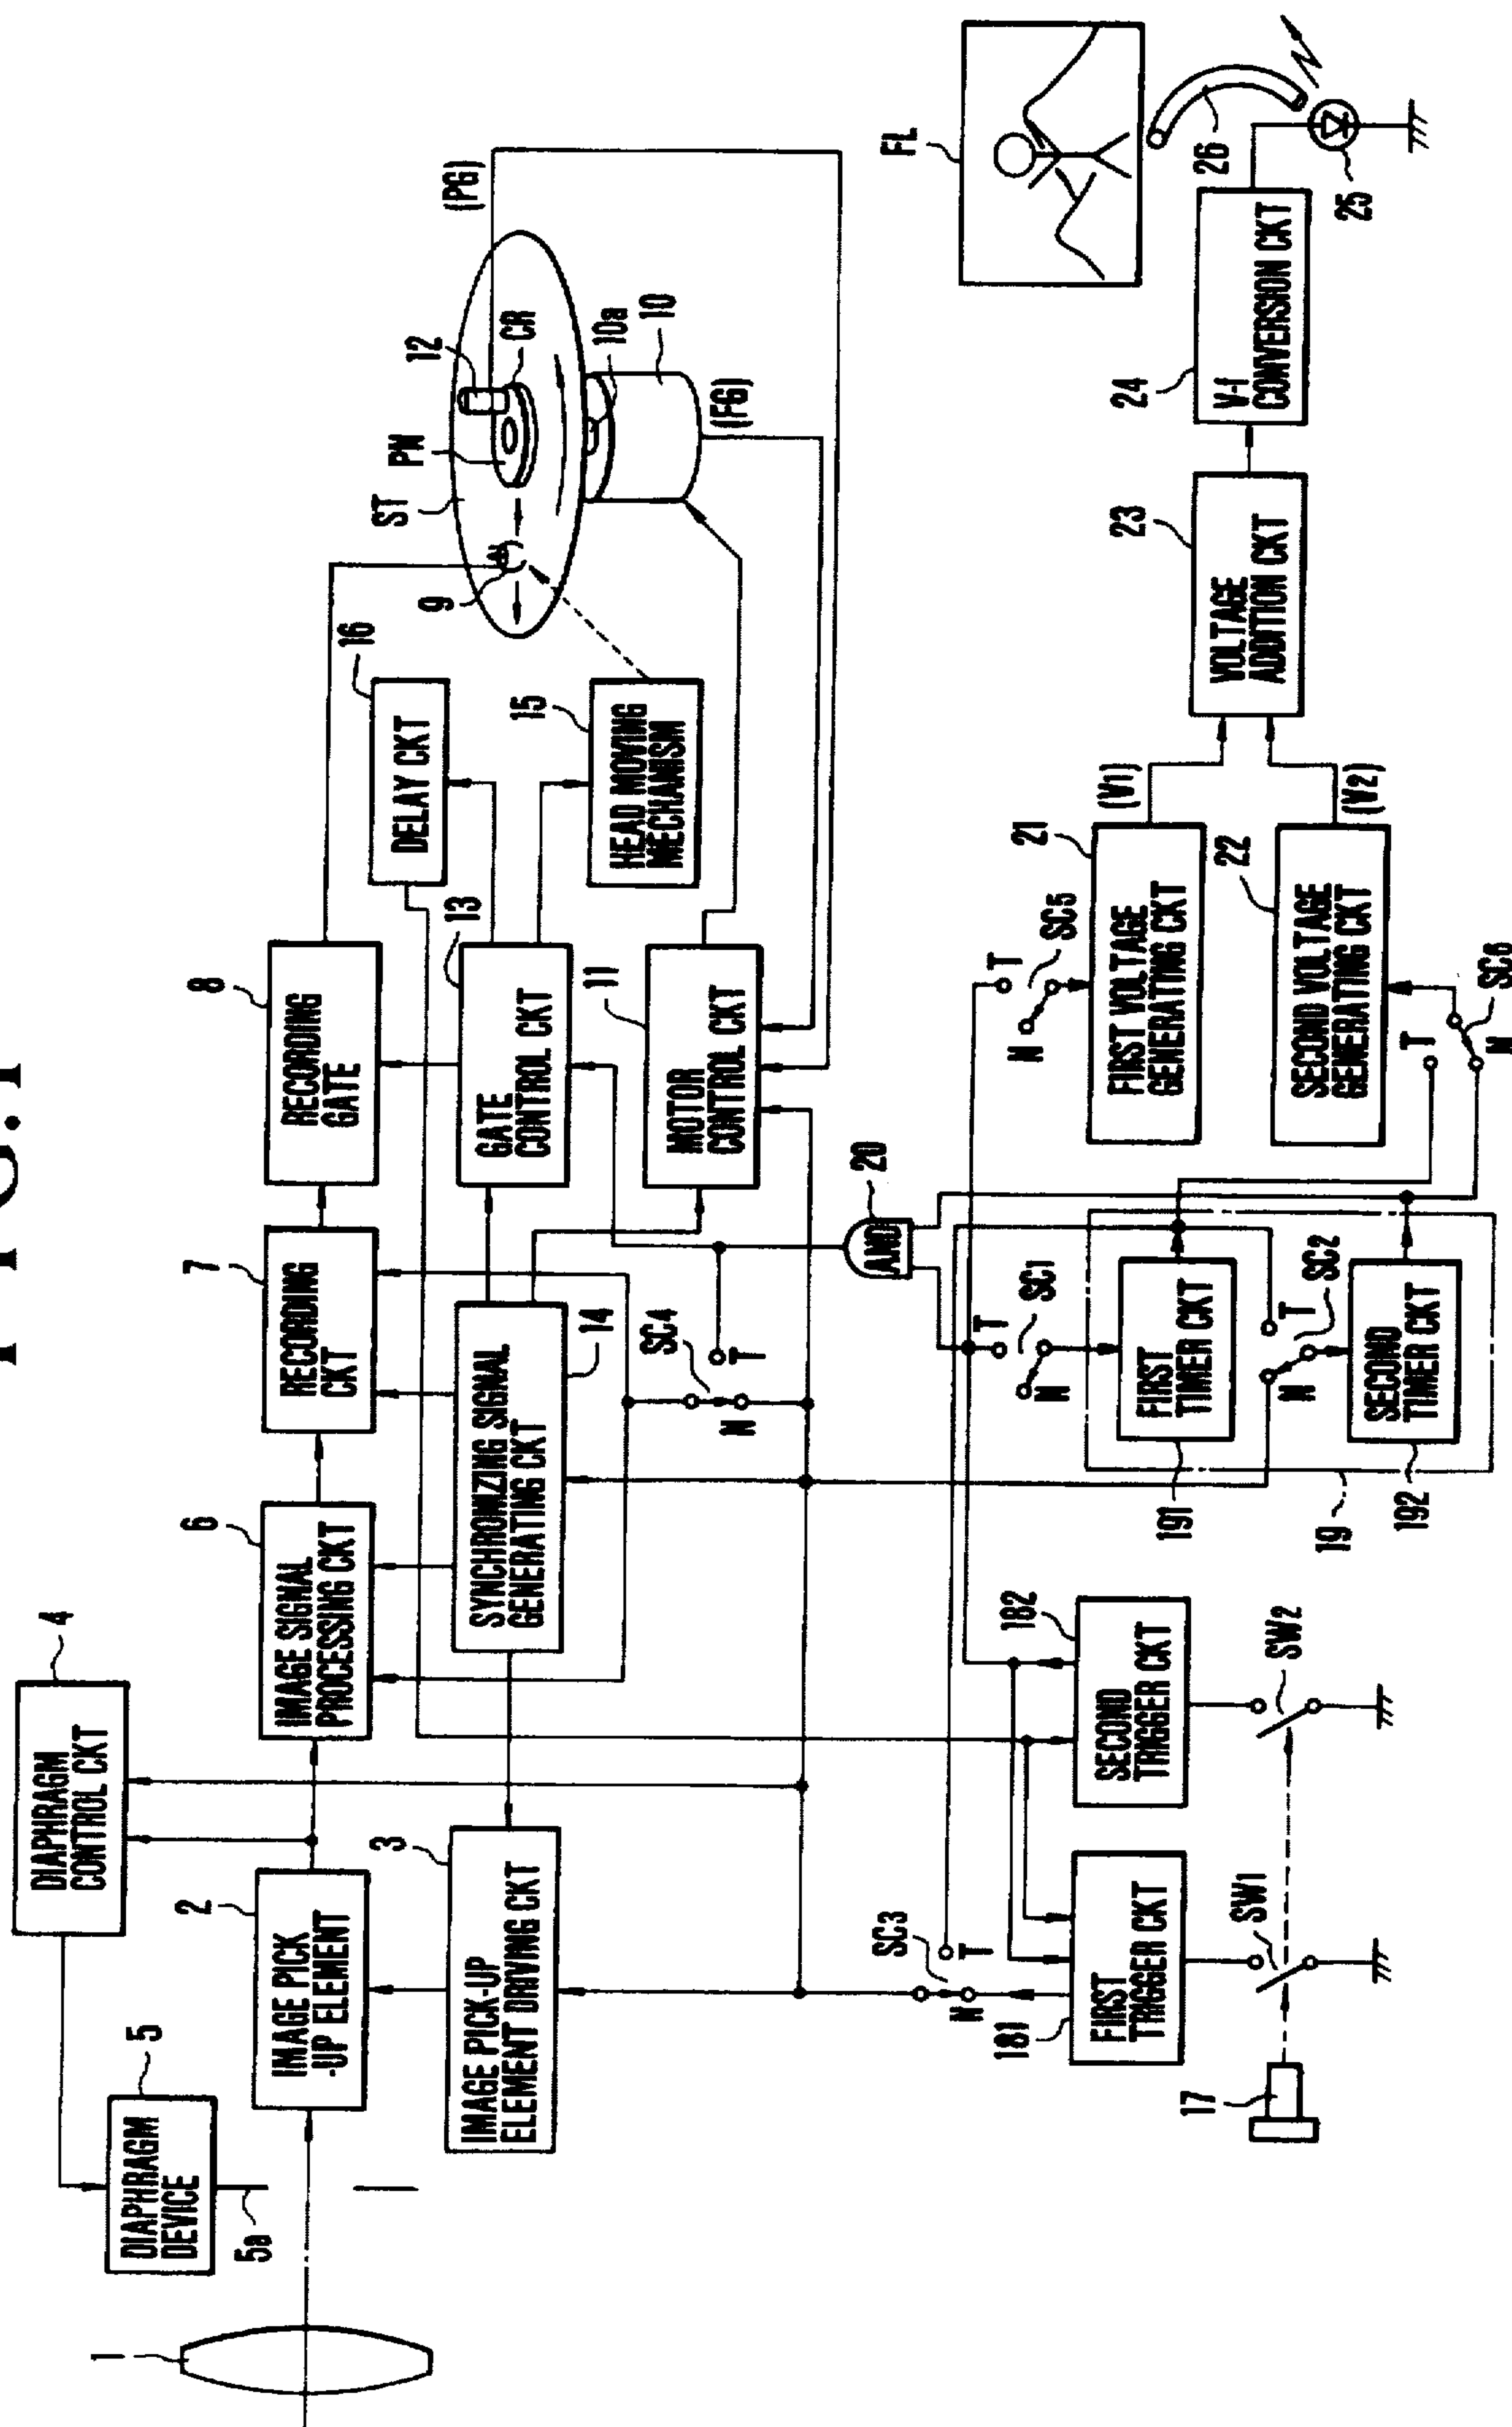 FIG.1
1
DIAPHRAGM
DEVICE
5
5a
DIAPHRAGM
CONTROL CKT
4
IMAGE PICK
-UP ELEMENT
2
IMAGE PICK-UP
ELEMENT DRIVING CKT
3
IMAGE SIGNAL
PROCESSING CKT
6
SYNCHRONIZING SIGNAL
GENERATING CKT
14
RECORDING
CKT
7
RECORDING
GATE
8
GATE
CONTROL CKT
13
MOTOR
CONTROL CKT
11
DELAY CKT
16
HEAD MOVING
MECHANISM
15
9
ST
PW
12
CR
10a
10
(PG)
(FG)
17
SW1
SW2
FIRST
TRIGGER CKT
181
SECOND
TRIGGER CKT
182
SC3
N
T
SC4
N
T
AND
20
SC1
N
T
FIRST
TIMER CKT
191
SC2
N
T
SECOND
TIMER CKT
192
19
SC5
N
T
FIRST VOLTAGE
GENERATING CKT
21
(V1)
SECOND VOLTAGE
GENERATING CKT
22
(V2)
SC6
T
N
VOLTAGE
ADDITION CKT
23
V-f
CONVERSION CKT
24
25
26
FL